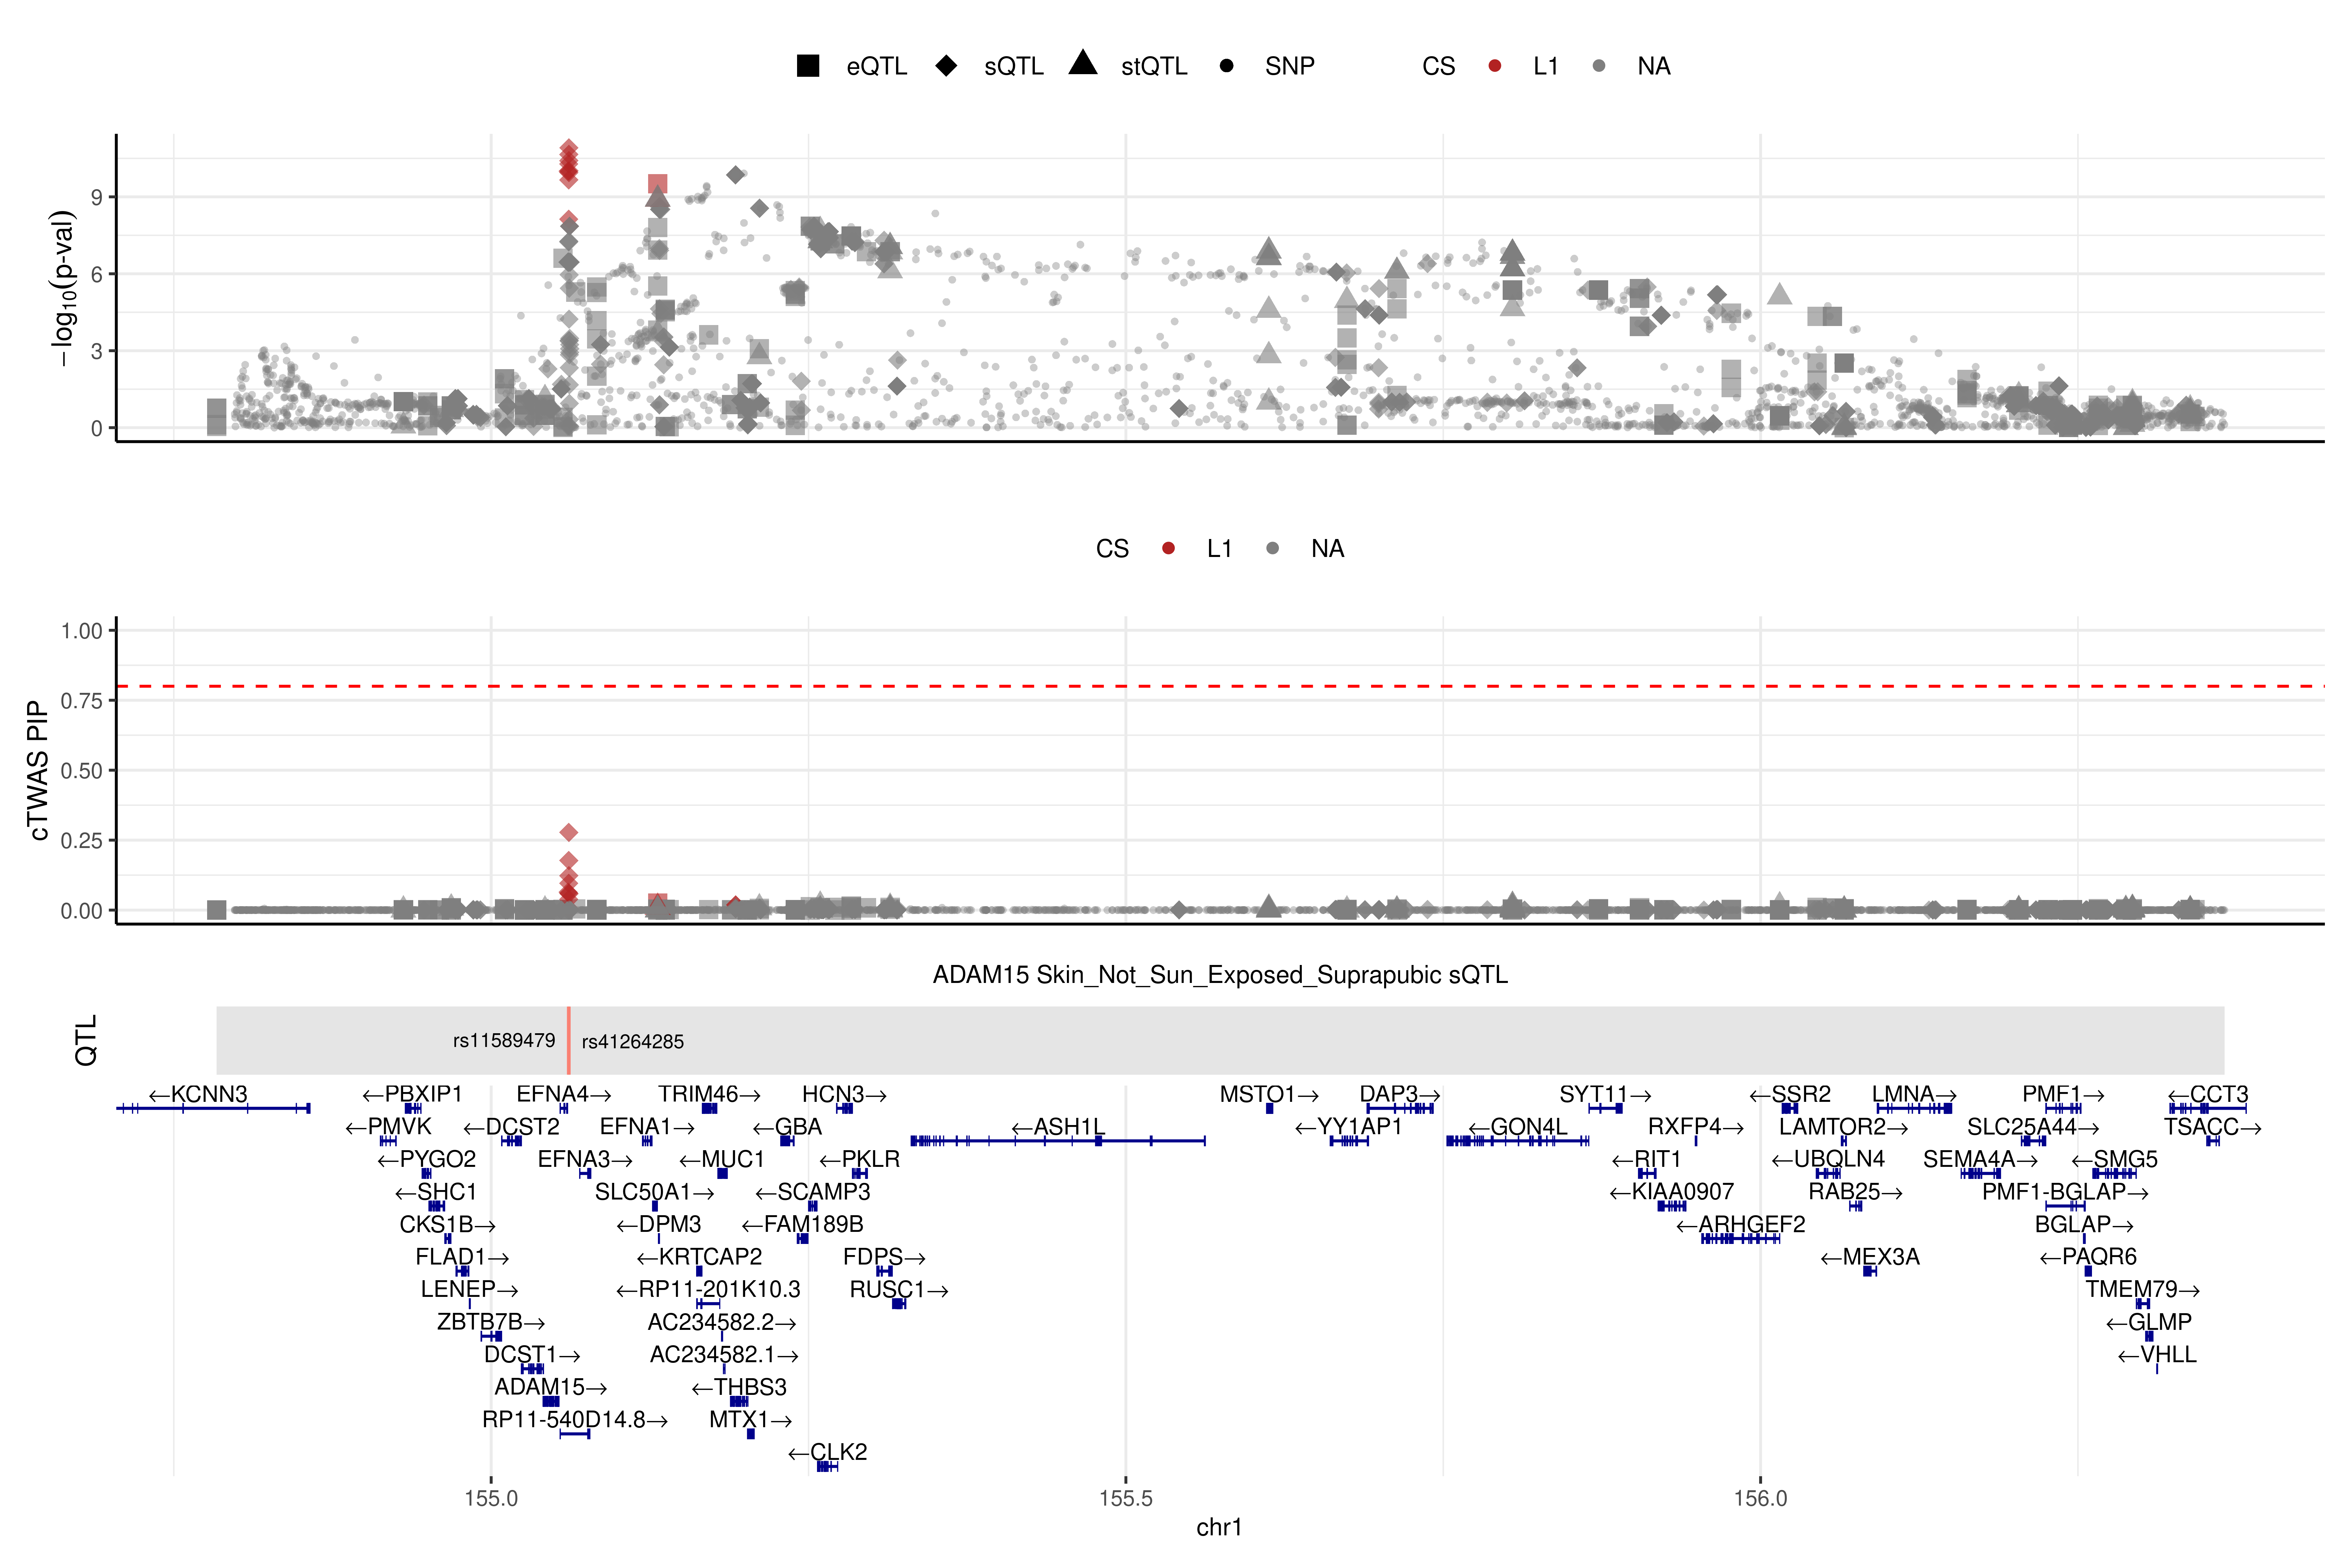 eQTL sQTL stQTL SNP CS L1 NA
−log10(p-val)
9
6
3
0
CS L1 NA
cTWAS PIP
1.00
0.75
0.50
0.25
0.00
ADAM15 Skin_Not_Sun_Exposed_Suprapubic sQTL
QTL
rs11589479 rs41264285
←KCNN3 ←PBXIP1 EFNA4→ TRIM46→ HCN3→ MSTO1→ DAP3→ SYT11→ ←SSR2 LMNA→ PMF1→ ←CCT3
←PMVK ←DCST2 EFNA1→ ←GBA ←ASH1L ←YY1AP1 ←GON4L RXFP4→ LAMTOR2→ SLC25A44→ TSACC→
←PYGO2 EFNA3→ ←MUC1 ←PKLR ←RIT1 ←UBQLN4 SEMA4A→ ←SMG5
←SHC1 SLC50A1→ ←SCAMP3 ←KIAA0907 RAB25→ PMF1-BGLAP→
CKS1B→ ←DPM3 ←FAM189B ←ARHGEF2 BGLAP→
FLAD1→ ←KRTCAP2 FDPS→ ←MEX3A ←PAQR6
LENEP→ ←RP11-201K10.3 RUSC1→ TMEM79→
ZBTB7B→ AC234582.2→ ←GLMP
DCST1→ AC234582.1→ ←VHLL
ADAM15→ ←THBS3
RP11-540D14.8→ MTX1→
←CLK2
155.0 155.5 156.0
chr1